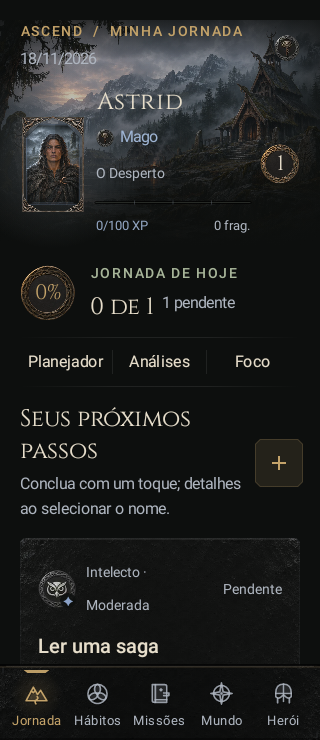 ASCEND / MINHA JORNADA
18/11/2026
Astrid
Mago
O Desperto
1
0/100 XP 0 frag.
0%
JORNADA DE HOJE
0 de 1 1 pendente
Planejador Análises Foco
Seus próximos
passos
+
Conclua com um toque; detalhes
ao selecionar o nome.
Intelecto ·
Moderada
Pendente
Ler uma saga
Jornada Hábitos Missões Mundo Herói